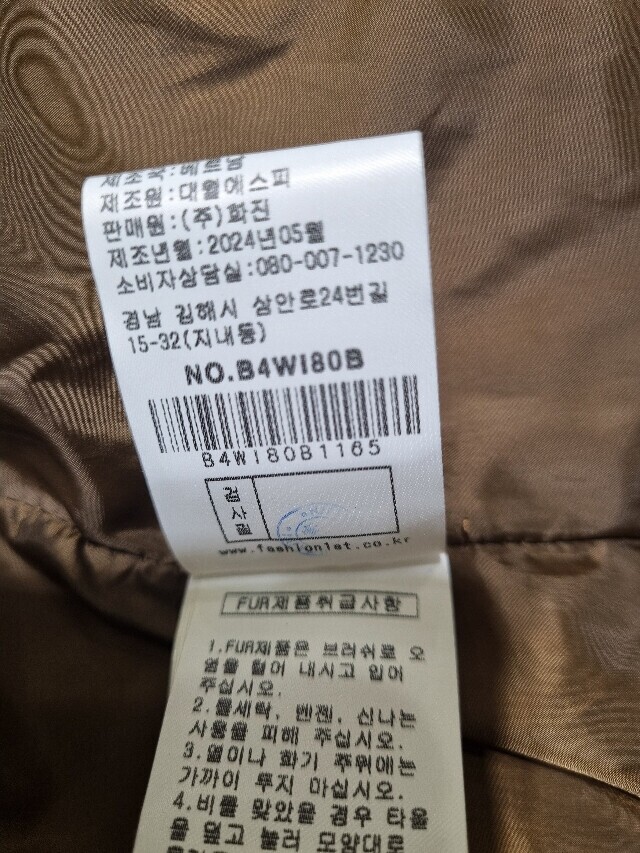 제조국:베트남
제조원:대월에스피
판매원:(주)화진
제조년월:2024년05월
소비자상담실:080-007-1230
경남 김해시 상안로24번길
15-32(지내동)
NO.B4WI80B
B4WI80B1165
검사필
www.fashion1st.co.kr
FUR제품취급사항
1.FUR제품은 브러쉬로 오
염을 털어 내시고 입어
주십시오.
2.물세탁, 벤젠, 신나는
사용을 피해 주십시오.
3.열이나 화기 주위에는
가까이 두지 마십시오.
4.비를 맞았을 경우 타올
을 덮고 눌러 모양대로